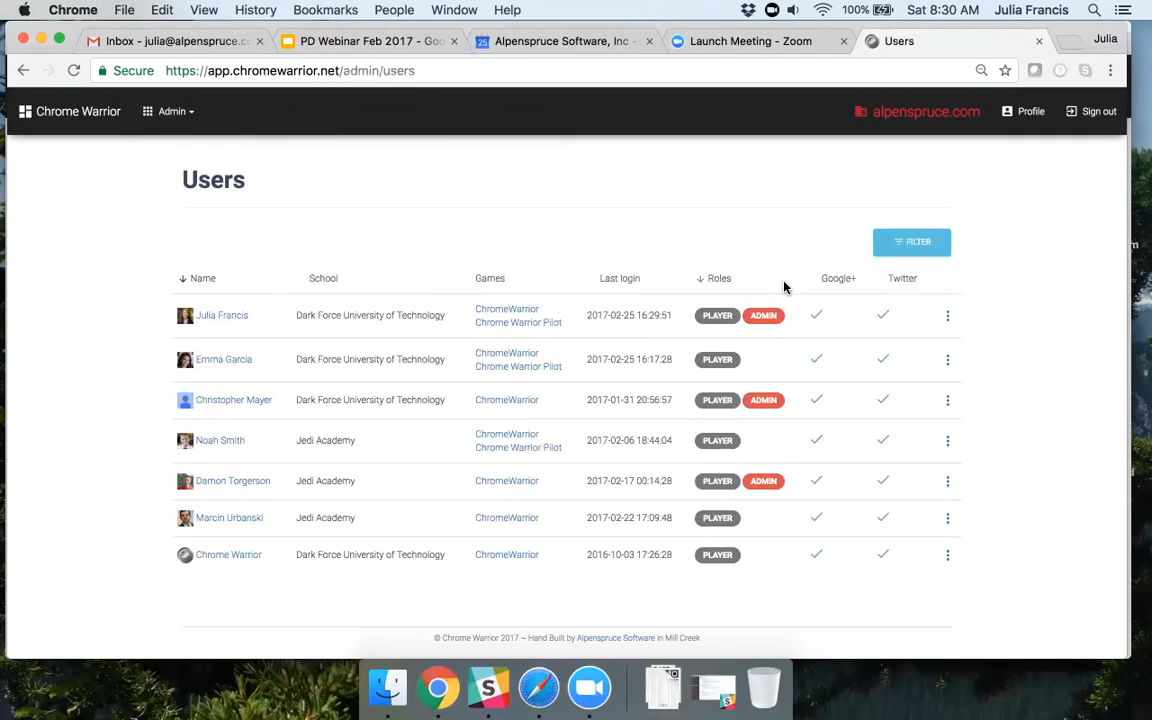 Chrome File Edit View History Bookmarks People Window Help 100% Sat 8:30 AM Julia Francis
Inbox - julia@alpenspruce.c PD Webinar Feb 2017 - Goo Alpenspruce Software, Inc - Launch Meeting - Zoom Users Julia
Secure https://app.chromewarrior.net/admin/users
Chrome Warrior Admin alpenspruce.com Profile Sign out
Users
FILTER
Name School Games Last login Roles Google+ Twitter
Julia Francis Dark Force University of Technology ChromeWarrior 2017-02-25 16:29:51 PLAYER ADMIN
Chrome Warrior Pilot
Emma Garcia Dark Force University of Technology ChromeWarrior 2017-02-25 16:17:28 PLAYER
Chrome Warrior Pilot
Christopher Mayer Dark Force University of Technology ChromeWarrior 2017-01-31 20:56:57 PLAYER ADMIN
Noah Smith Jedi Academy ChromeWarrior 2017-02-06 18:44:04 PLAYER
Chrome Warrior Pilot
Damon Torgerson Jedi Academy ChromeWarrior 2017-02-17 00:14:28 PLAYER ADMIN
Marcin Urbanski Jedi Academy ChromeWarrior 2017-02-22 17:09:48 PLAYER
Chrome Warrior Dark Force University of Technology ChromeWarrior 2016-10-03 17:26:28 PLAYER
© Chrome Warrior 2017 ~ Hand Built by Alpenspruce Software in Mill Creek